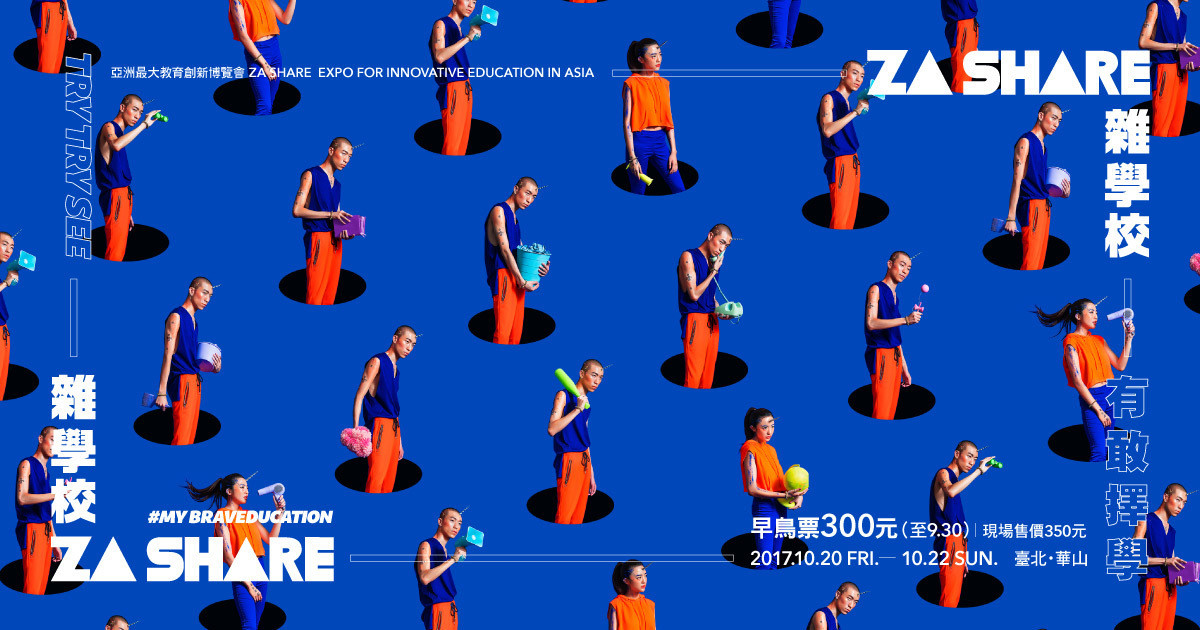 亞洲最大教育創新博覽會 ZA SHARE EXPO FOR INNOVATIVE EDUCATION IN ASIA
ZA SHARE
雜學校
有敢擇學
TRY TRY SEE
雜學校
#MY BRAVEDUCATION
ZA SHARE
早鳥票300元(至9.30)| 現場售價350元
2017.10.20 FRI.— 10.22 SUN. 臺北·華山